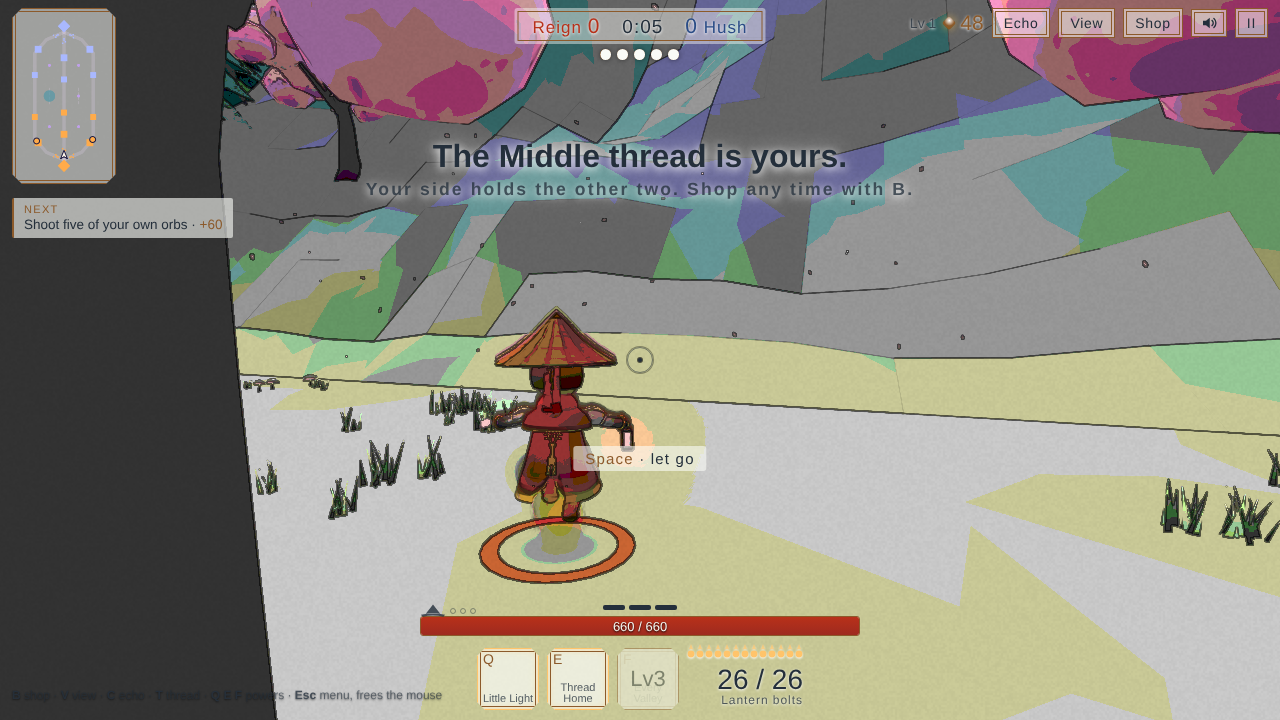 Reign 0 0:05 0 Hush
Lv 1 48 Echo View Shop
The Middle thread is yours.
Your side holds the other two. Shop any time with B.
NEXT
Shoot five of your own orbs · +60
Space · let go
660 / 660
Q
Little Light
E
Thread Home
Lv3
26 / 26
Lantern bolts
B shop · V view · C echo · T thread · Q E F powers · Esc menu, frees the mouse